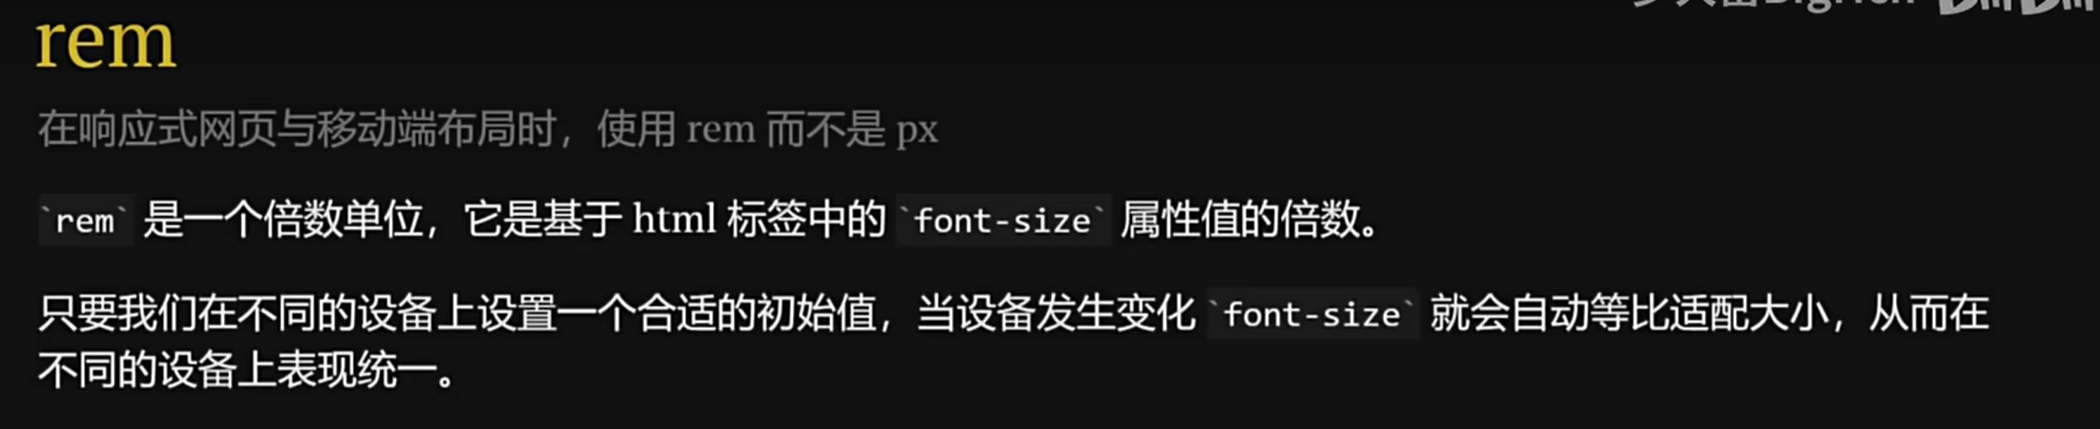 rem
在响应式网页与移动端布局时，使用 rem 而不是 px
`rem` 是一个倍数单位，它是基于 html 标签中的 `font-size` 属性值的倍数。
只要我们在不同的设备上设置一个合适的初始值，当设备发生变化 `font-size` 就会自动等比适配大小，从而在
不同的设备上表现统一。